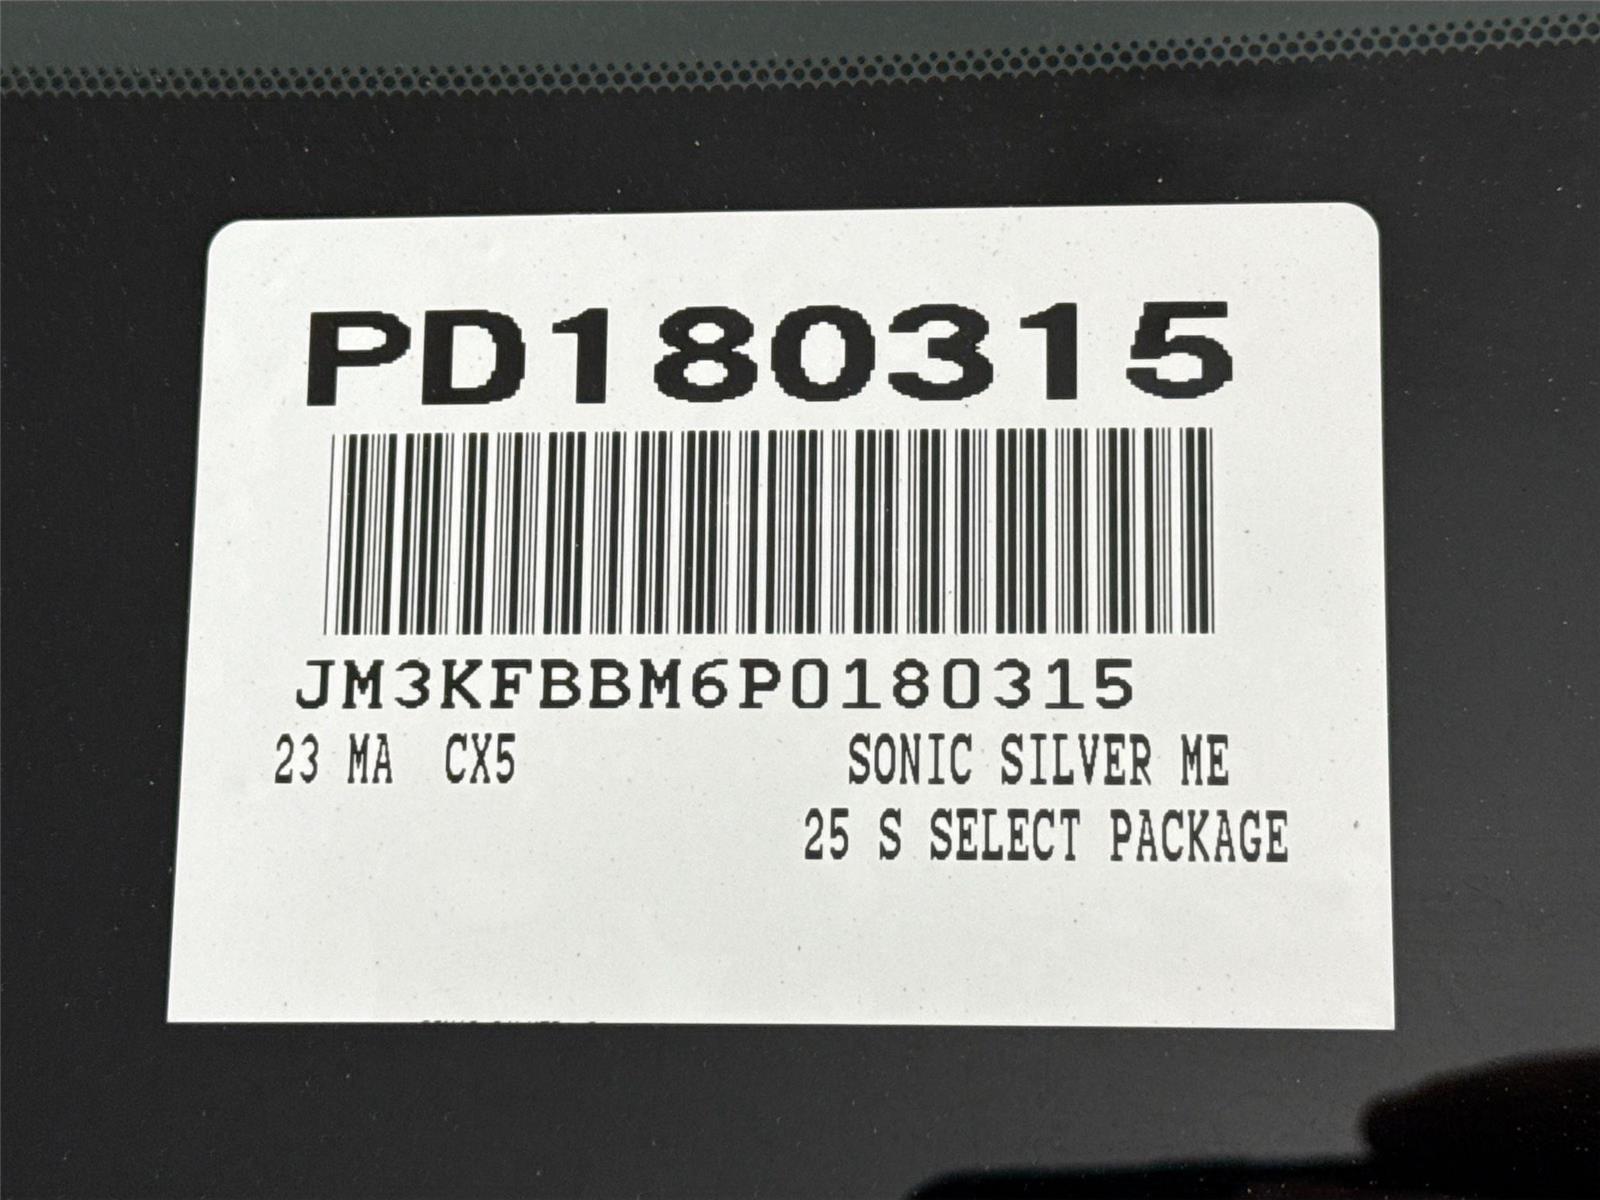 PD180315
JM3KFBBM6P0180315
23 MA CX5
SONIC SILVER ME
25 S SELECT PACKAGE